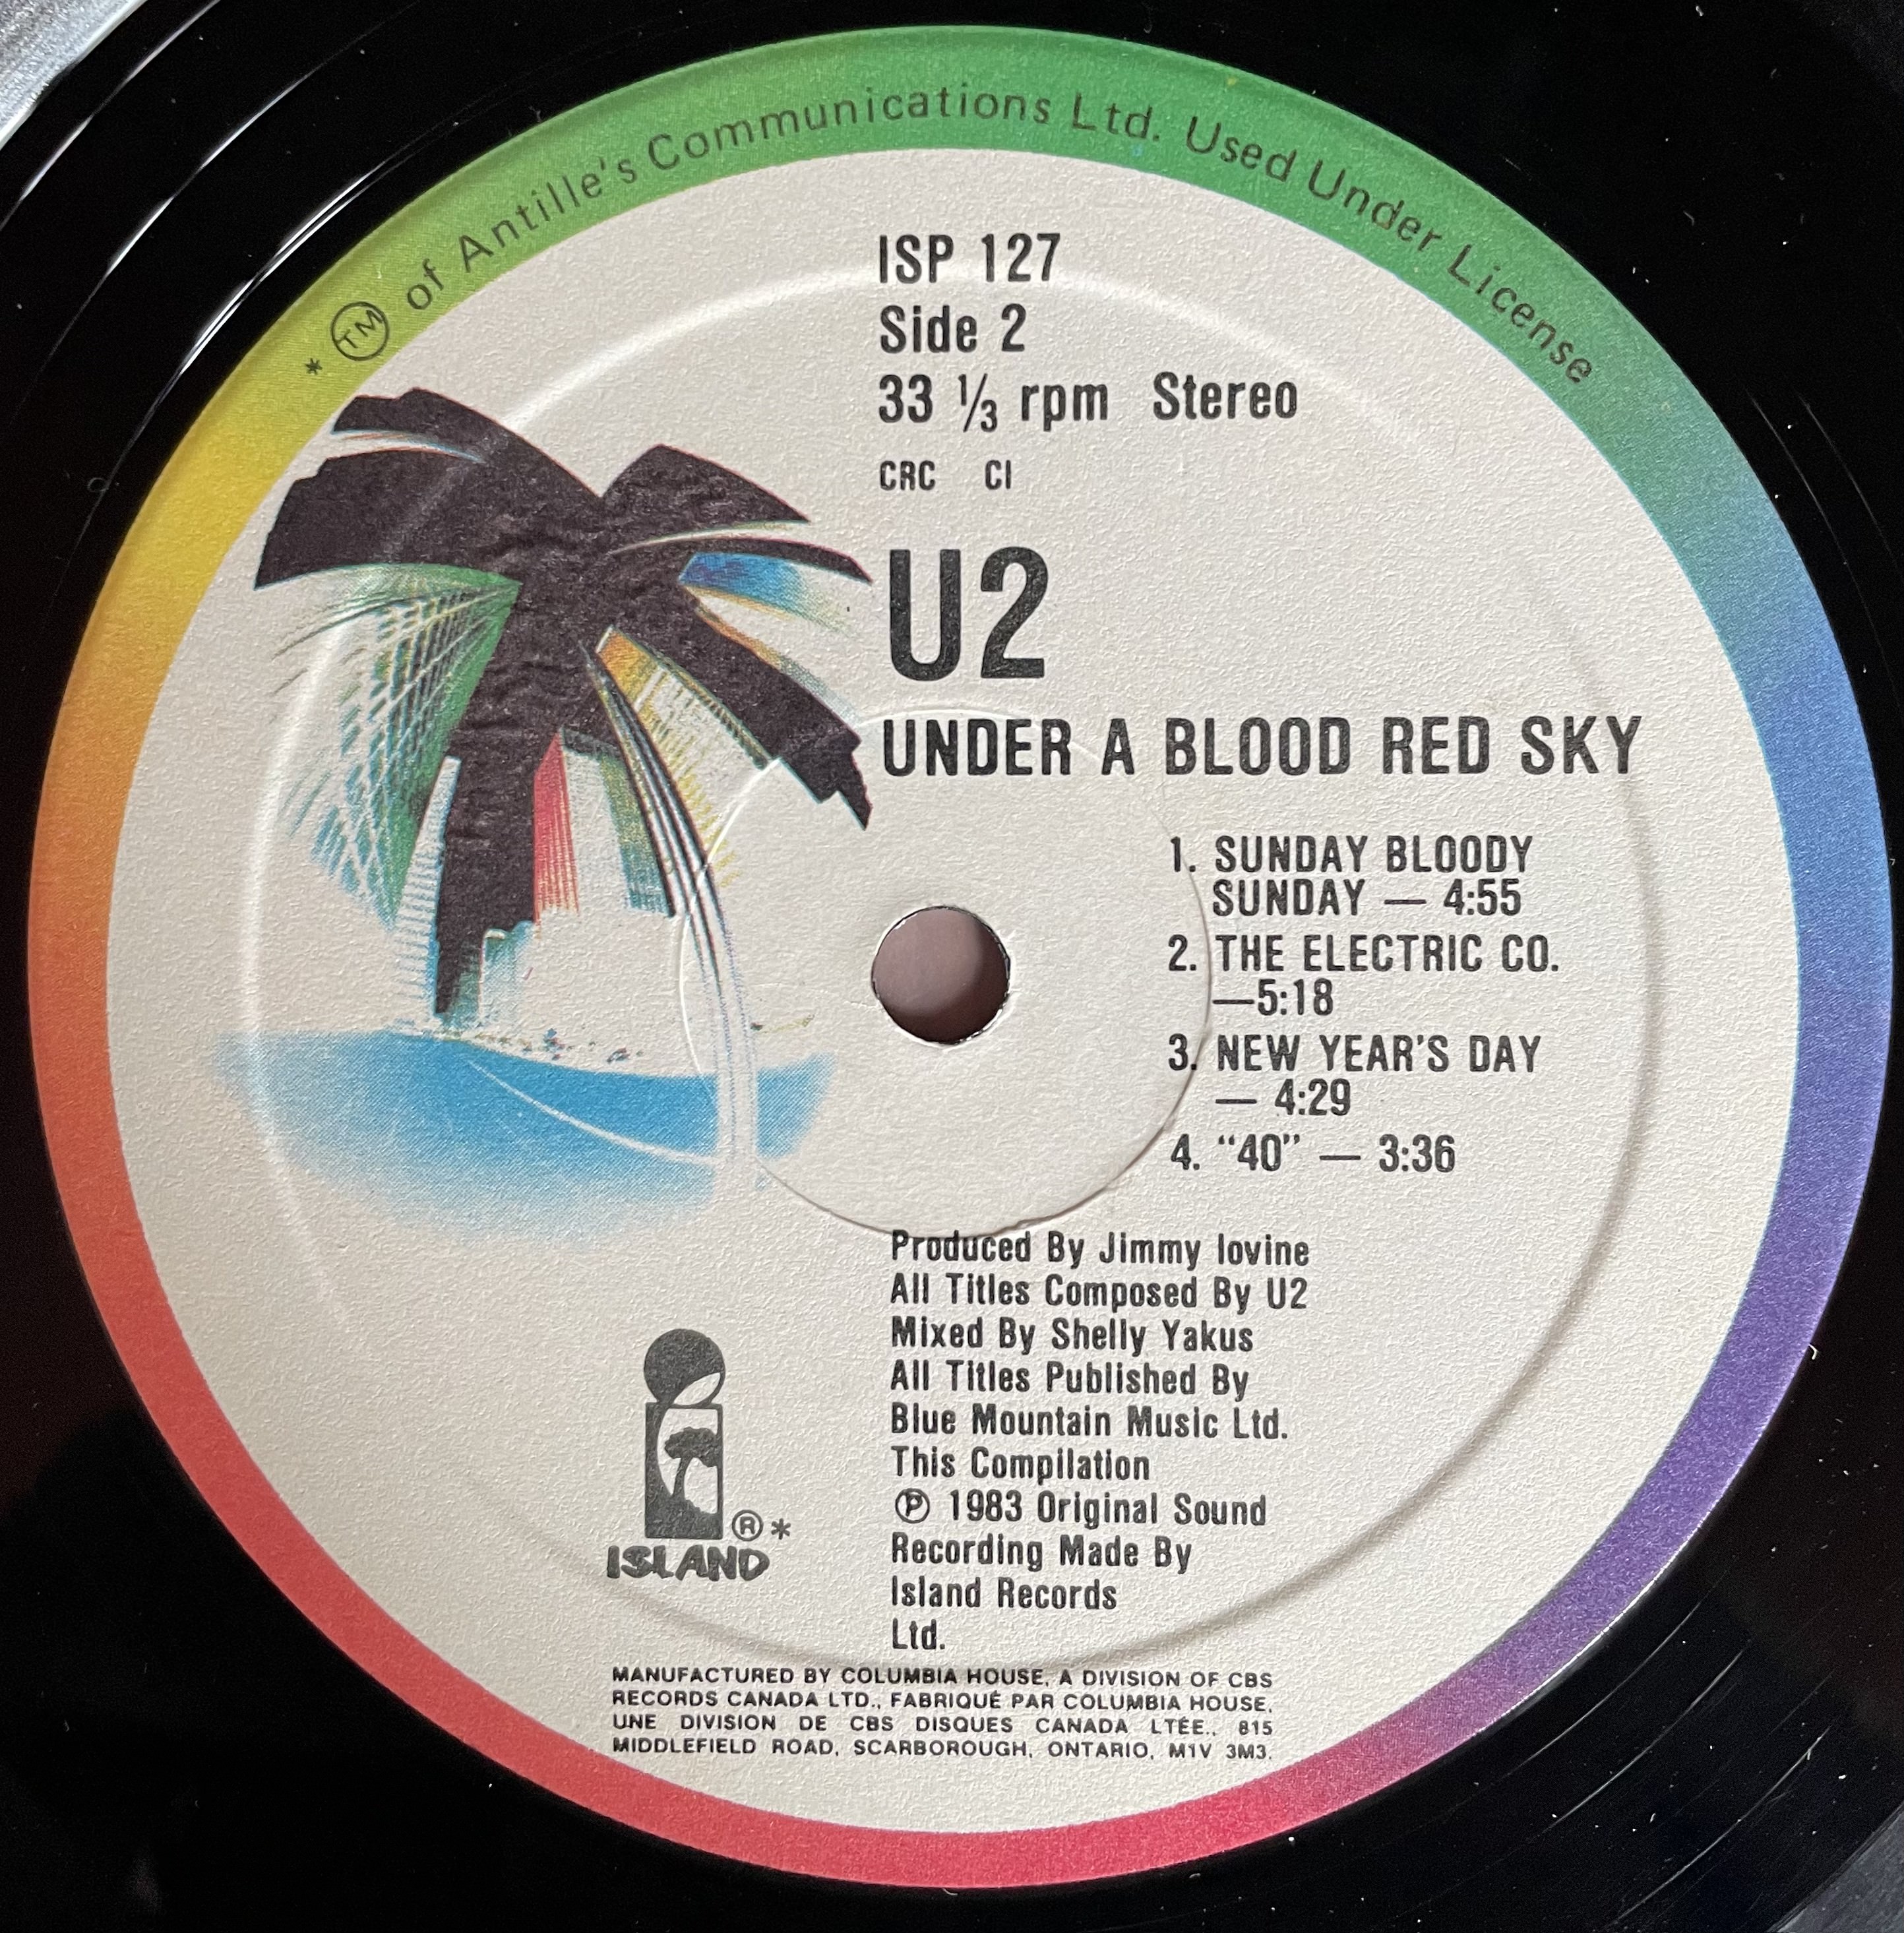 * TM of Antille's Communications Ltd. Used Under License
ISP 127
Side 2
33 ⅓ rpm Stereo
CRC CI
U2
UNDER A BLOOD RED SKY
1. SUNDAY BLOODY
SUNDAY — 4:55
2. THE ELECTRIC CO.
—5:18
3. NEW YEAR'S DAY
— 4:29
4. “40” — 3:36
Produced By Jimmy Iovine
All Titles Composed By U2
Mixed By Shelly Yakus
All Titles Published By
Blue Mountain Music Ltd.
This Compilation
℗ 1983 Original Sound
Recording Made By
Island Records
Ltd.
®*
ISLAND
MANUFACTURED BY COLUMBIA HOUSE, A DIVISION OF CBS
RECORDS CANADA LTD., FABRIQUÉ PAR COLUMBIA HOUSE,
UNE DIVISION DE CBS DISQUES CANADA LTÉE., 815
MIDDLEFIELD ROAD, SCARBOROUGH, ONTARIO, M1V 3M3.